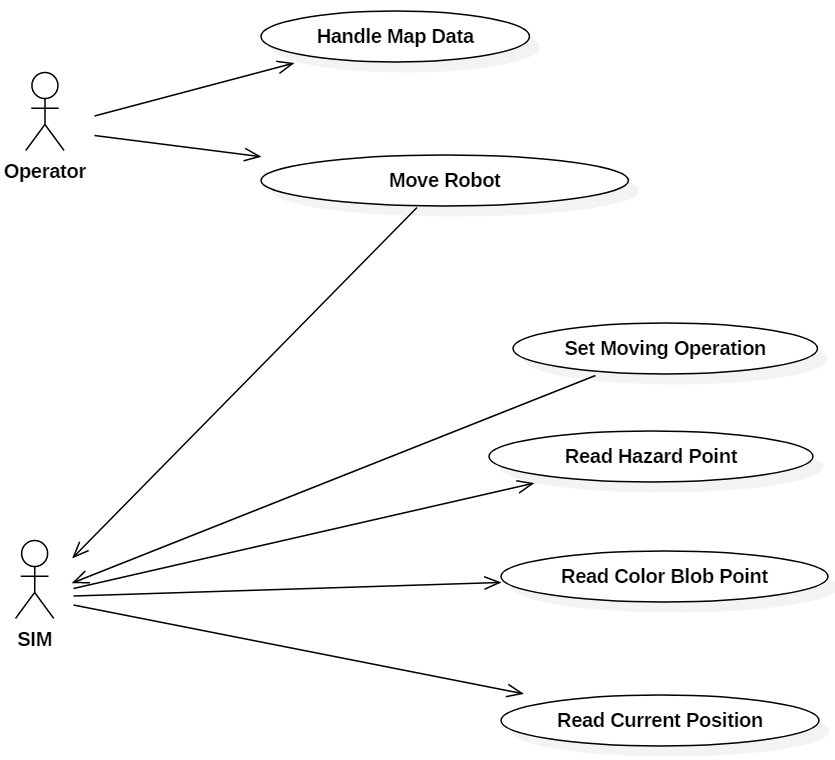 Handle Map Data
Operator
Move Robot
Set Moving Operation
Read Hazard Point
Read Color Blob Point
SIM
Read Current Position